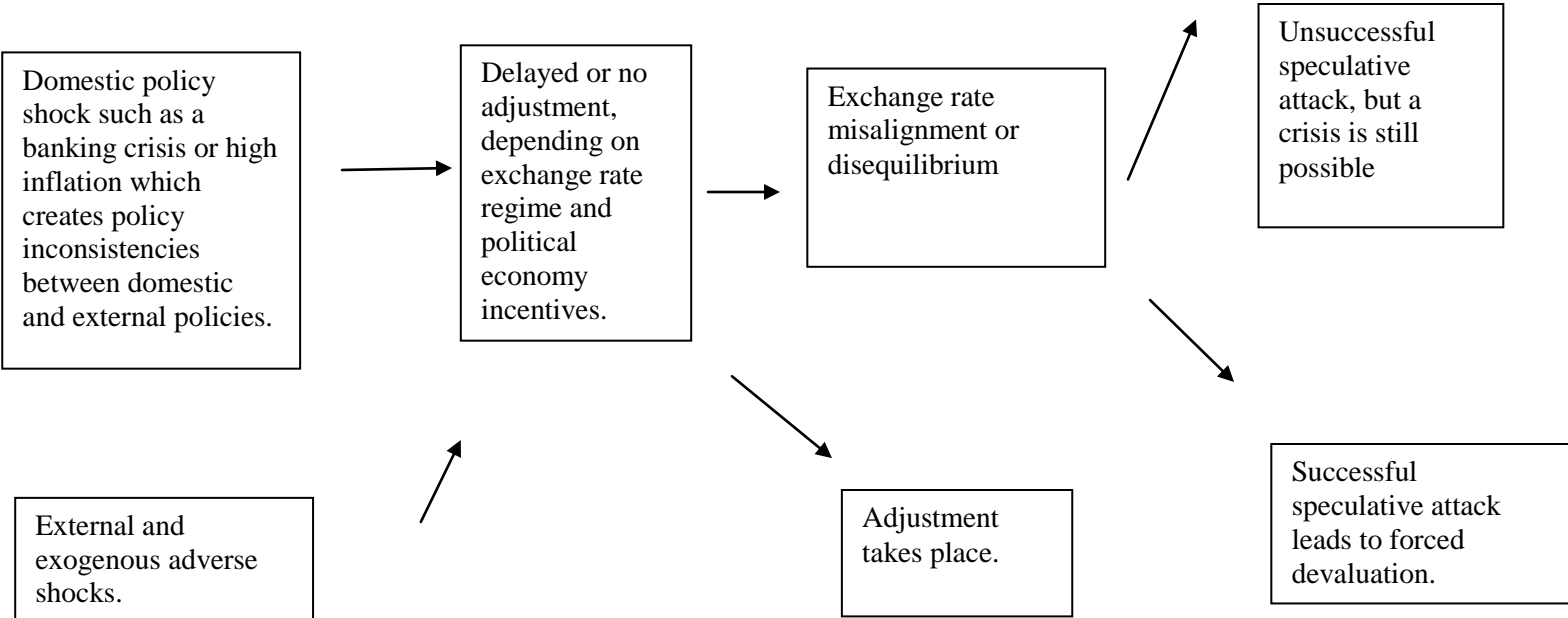 Domestic policy
shock such as a
banking crisis or high
inflation which
creates policy
inconsistencies
between domestic
and external policies.
Delayed or no
adjustment,
depending on
exchange rate
regime and
political
economy
incentives.
Exchange rate
misalignment or
disequilibrium
Unsuccessful
speculative
attack, but a
crisis is still
possible
External and
exogenous adverse
shocks.
Adjustment
takes place.
Successful
speculative attack
leads to forced
devaluation.